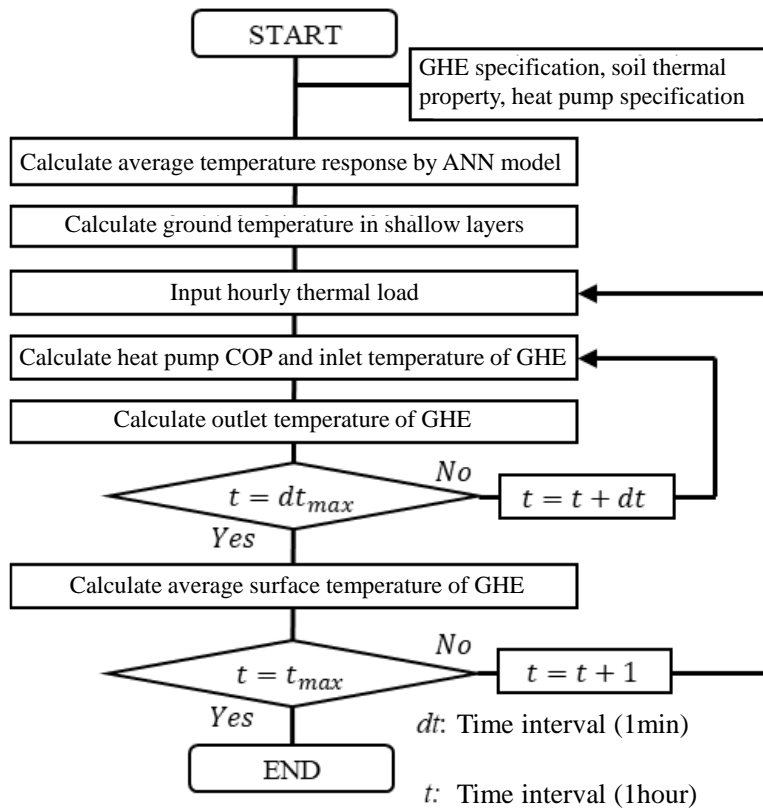 START
GHE specification, soil thermal
property, heat pump specification
Calculate average temperature response by ANN model
Calculate ground temperature in shallow layers
Input hourly thermal load
Calculate heat pump COP and inlet temperature of GHE
Calculate outlet temperature of GHE
t = dt_max
No
t = t + dt
Yes
Calculate average surface temperature of GHE
t = t_max
No
t = t + 1
Yes
dt: Time interval (1min)
END
t: Time interval (1hour)